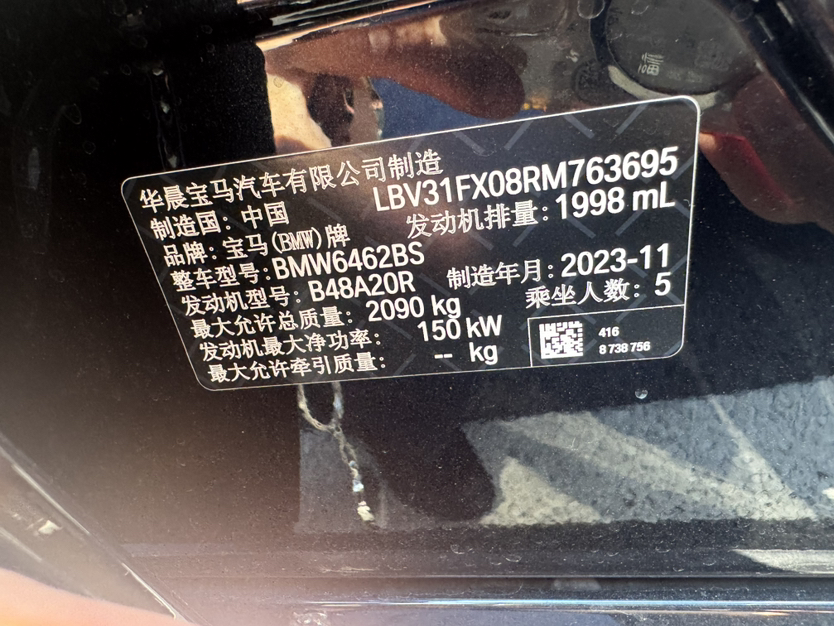 华晨宝马汽车有限公司制造
LBV31FX08RM763695
制造国: 中国
发动机排量: 1998 mL
品牌: 宝马(BMW)牌
整车型号: BMW6462BS
制造年月: 2023-11
发动机型号: B48A20R
乘坐人数: 5
最大允许总质量: 2090 kg
发动机最大净功率: 150 kW
最大允许牵引质量: -- kg
416
8 738 756